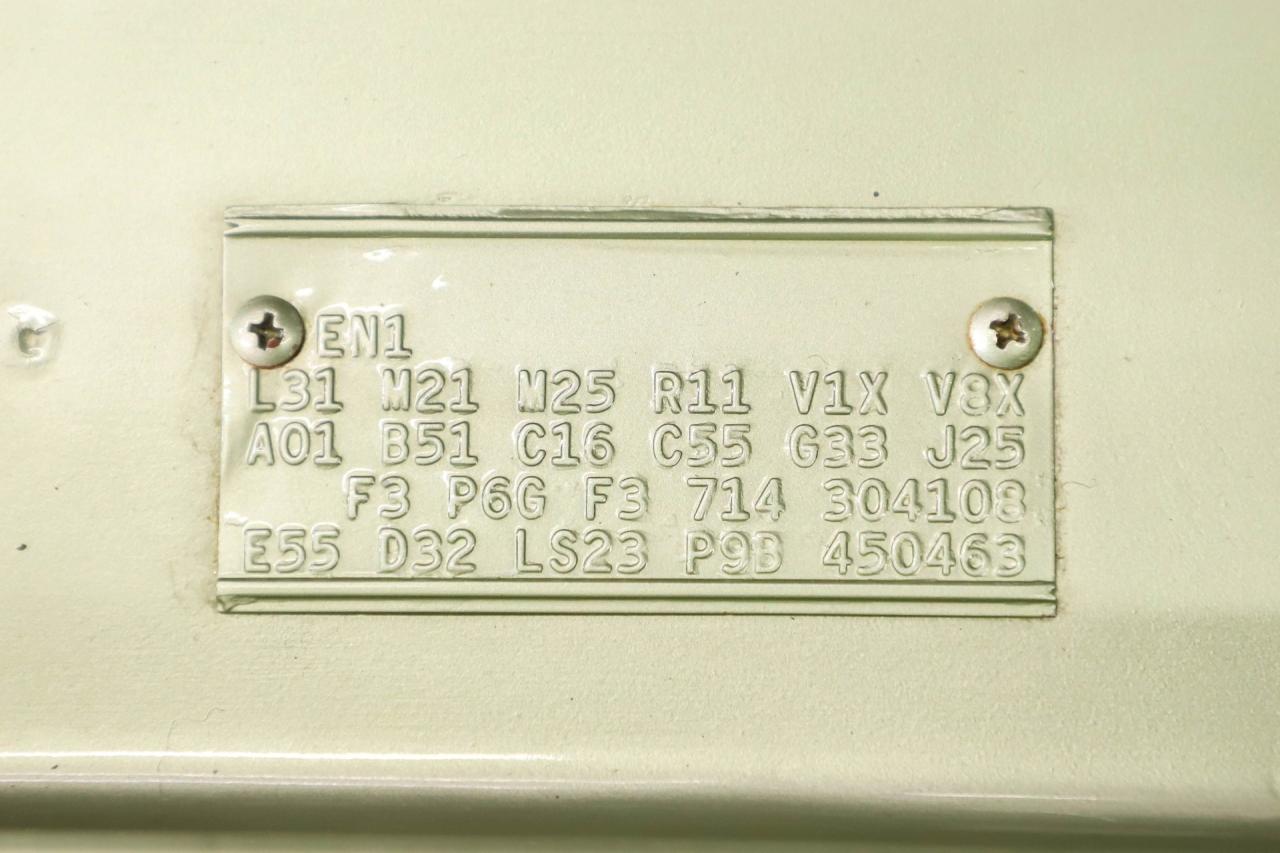 EN1
L31 M21 M25 R11 V1X V8X
A01 B51 C16 C55 G33 J25
F3 P6G F3 714 304108
E55 D32 LS23 P9B 450463